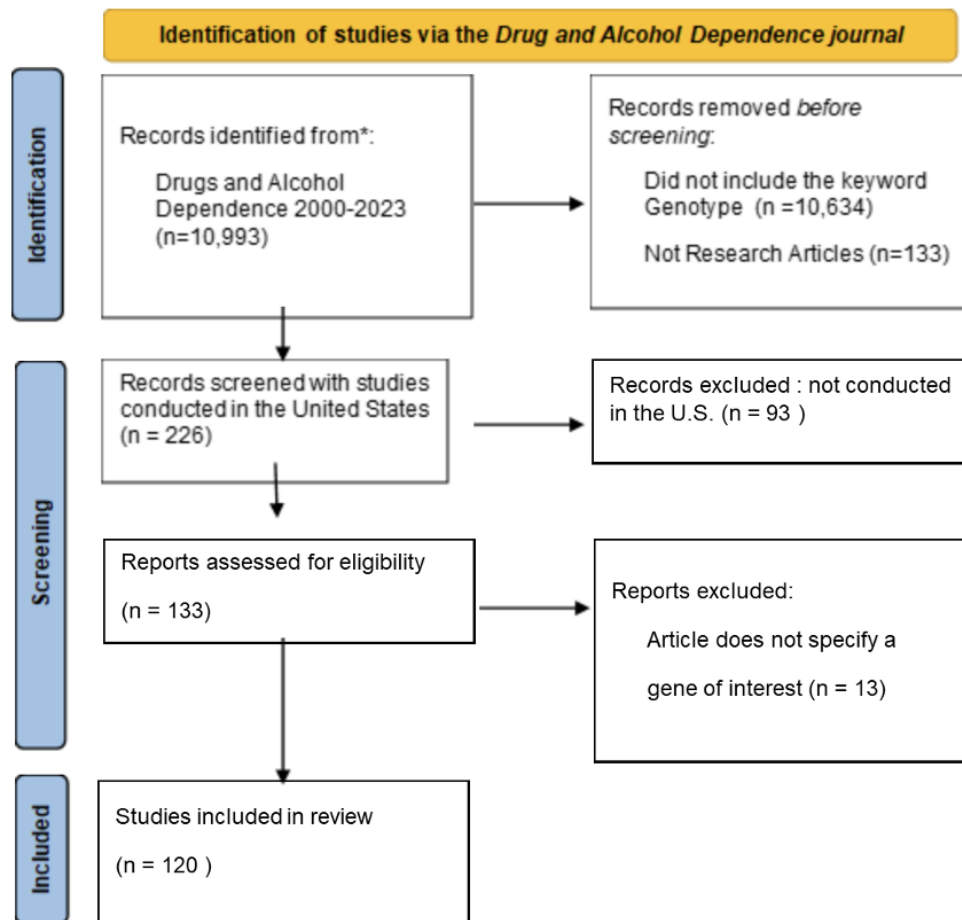 Identification of studies via the Drug and Alcohol Dependence journal
Identification
Records identified from*:
Drugs and Alcohol
Dependence 2000-2023
(n=10,993)
Records removed before
screening:
Did not include the keyword
Genotype (n =10,634)
Not Research Articles (n=133)
Screening
Records screened with studies
conducted in the United States
(n = 226)
Records excluded : not conducted
in the U.S. (n = 93 )
Reports assessed for eligibility
(n = 133)
Reports excluded:
Article does not specify a
gene of interest (n = 13)
Included
Studies included in review
(n = 120 )